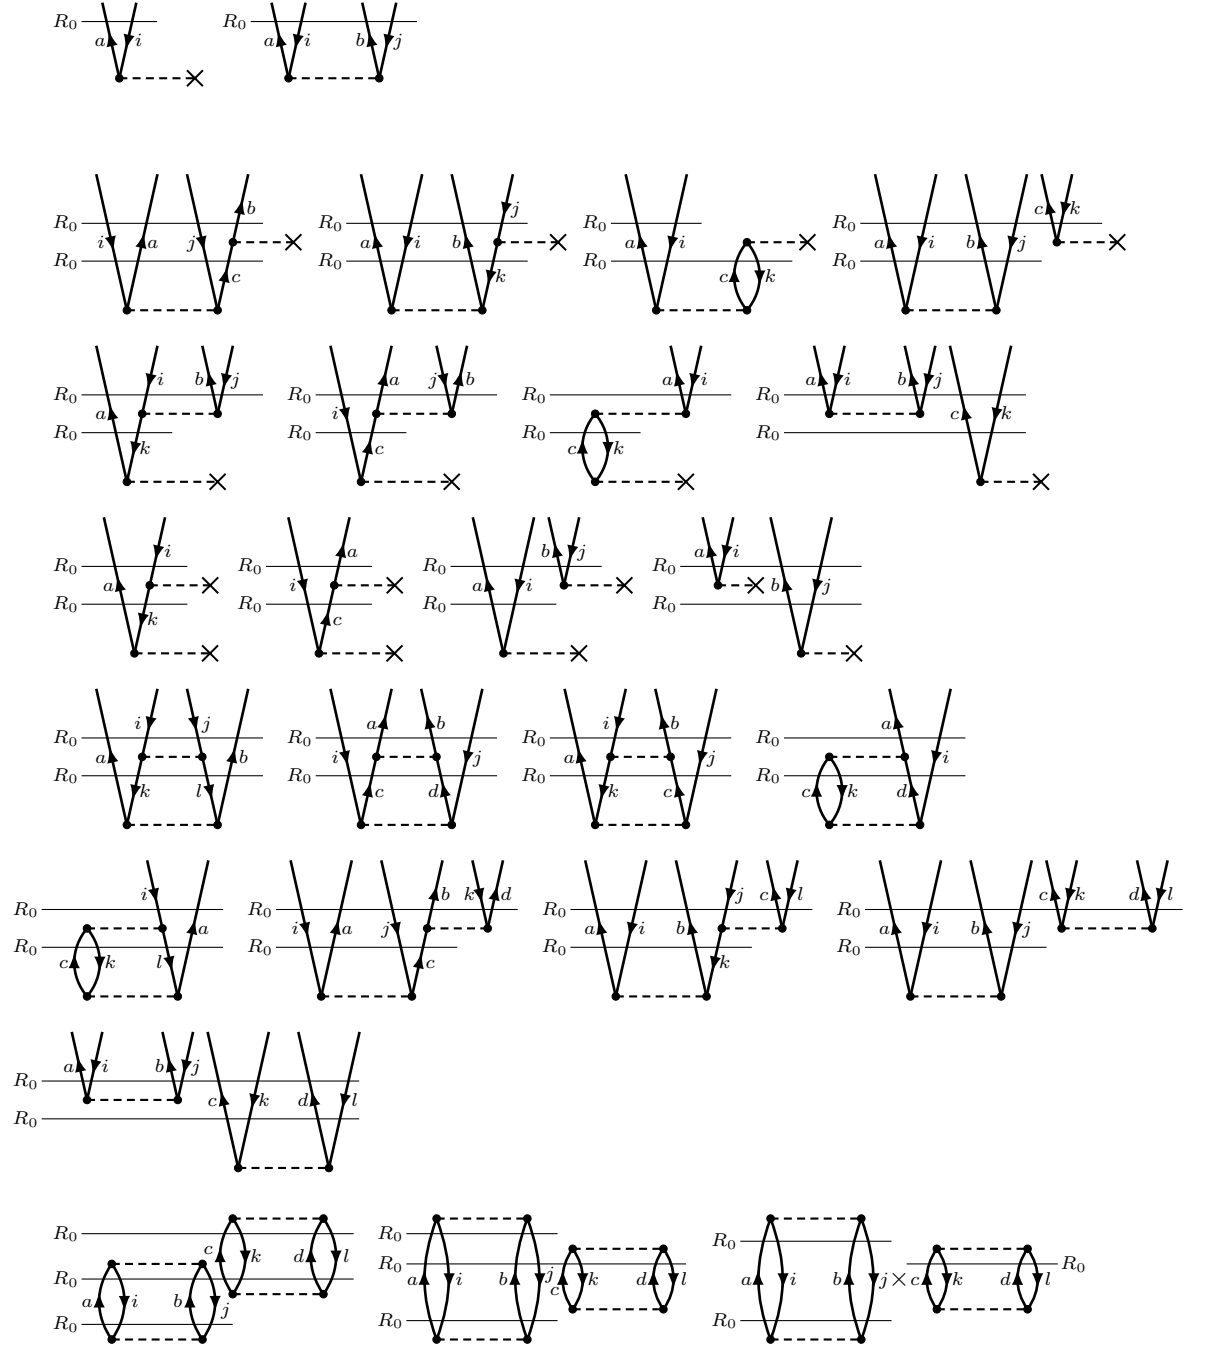 R0 a i R0 a i b j
R0 i a j b c R0 a i b j k R0 a i c k R0 a i b j c k
R0 R0 R0 R0
R0 a i k b j R0 i a c j b R0 c k a i R0 a i b j c k
R0 R0 R0 R0
R0 a i k R0 i a c R0 a i b j R0 a i b j
R0 R0 R0 R0
R0 a i k j l b R0 i a c b d j R0 a i k b c j R0 c k a d i
R0 R0 R0 R0
R0 c k i l a R0 i a j b c k d R0 a i b j k c l R0 a i b j c k d l
R0 R0 R0 R0
R0 a i b j c k d l
R0
R0 a i b j c k d l R0 a i b j c k d l R0 a i b j × c k d l R0
R0 R0 R0
R0 R0